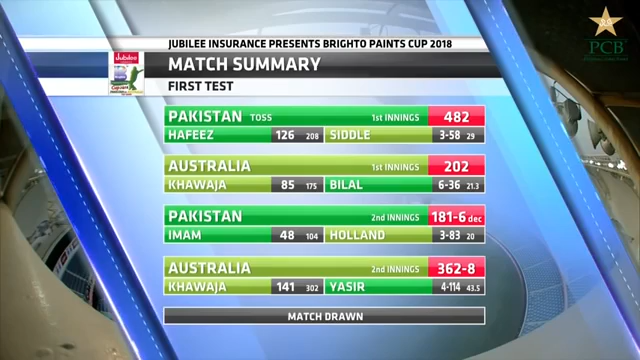 JUBILEE INSURANCE PRESENTS BRIGHTO PAINTS CUP 2018
Jubilee
MATCH SUMMARY
FIRST TEST
PCB
PAKISTAN TOSS 1st INNINGS 482
HAFEEZ 126 208 SIDDLE 3-58 29
AUSTRALIA 1st INNINGS 202
KHAWAJA 85 175 BILAL 6-36 21.3
PAKISTAN 2nd INNINGS 181-6 dec
IMAM 48 104 HOLLAND 3-83 20
AUSTRALIA 2nd INNINGS 362-8
KHAWAJA 141 302 YASIR 4-114 43.5
MATCH DRAWN